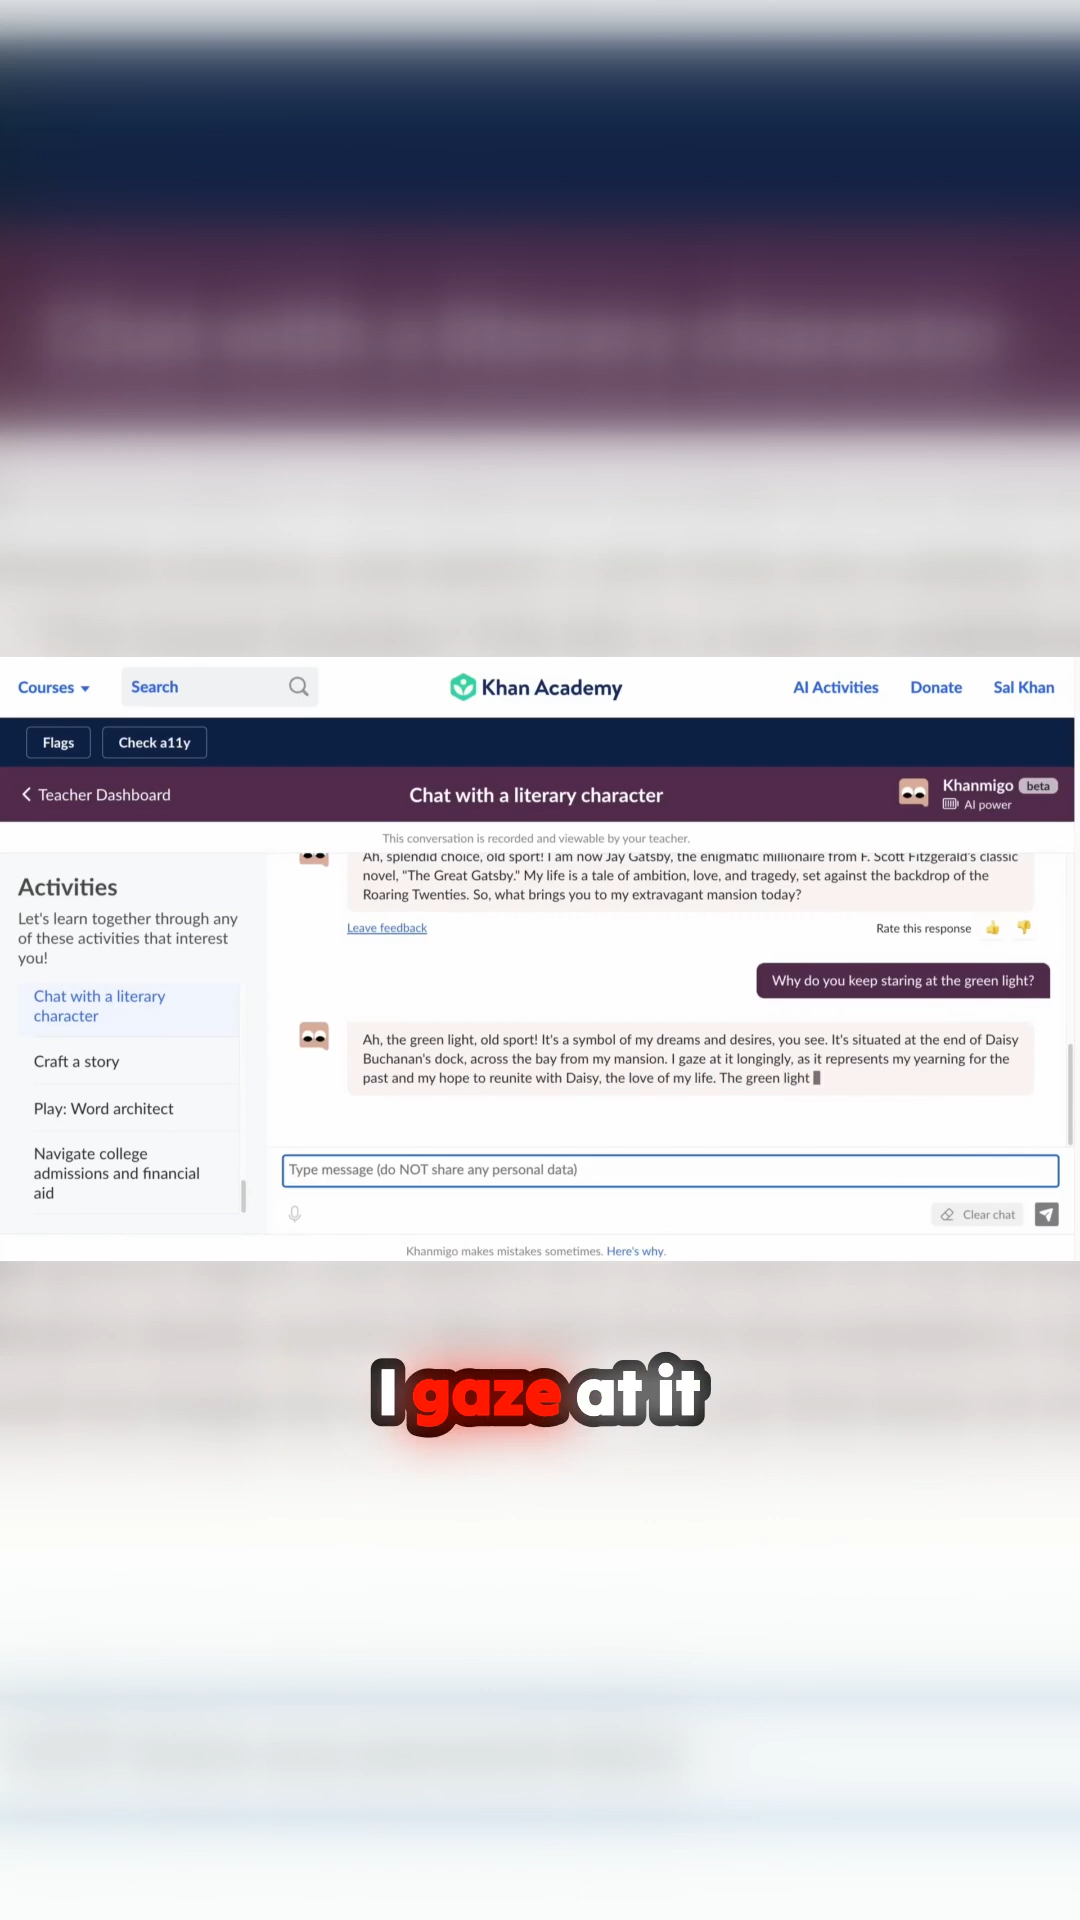 Courses
Search
Khan Academy
AI Activities
Donate
Sal Khan
Flags
Check a11y
Teacher Dashboard
Chat with a literary character
Khanmigo beta
AI power
This conversation is recorded and viewable by your teacher.
Activities
Let's learn together through any
of these activities that interest
you!
Chat with a literary
character
Craft a story
Play: Word architect
Navigate college
admissions and financial
aid
Ah, splendid choice, old sport! I am now Jay Gatsby, the enigmatic millionaire from F. Scott Fitzgerald's classic
novel, "The Great Gatsby." My life is a tale of ambition, love, and tragedy, set against the backdrop of the
Roaring Twenties. So, what brings you to my extravagant mansion today?
Leave feedback
Rate this response
Why do you keep staring at the green light?
Ah, the green light, old sport! It's a symbol of my dreams and desires, you see. It's situated at the end of Daisy
Buchanan's dock, across the bay from my mansion. I gaze at it longingly, as it represents my yearning for the
past and my hope to reunite with Daisy, the love of my life. The green light
Type message (do NOT share any personal data)
Clear chat
Khanmigo makes mistakes sometimes. Here's why.
I gaze at it